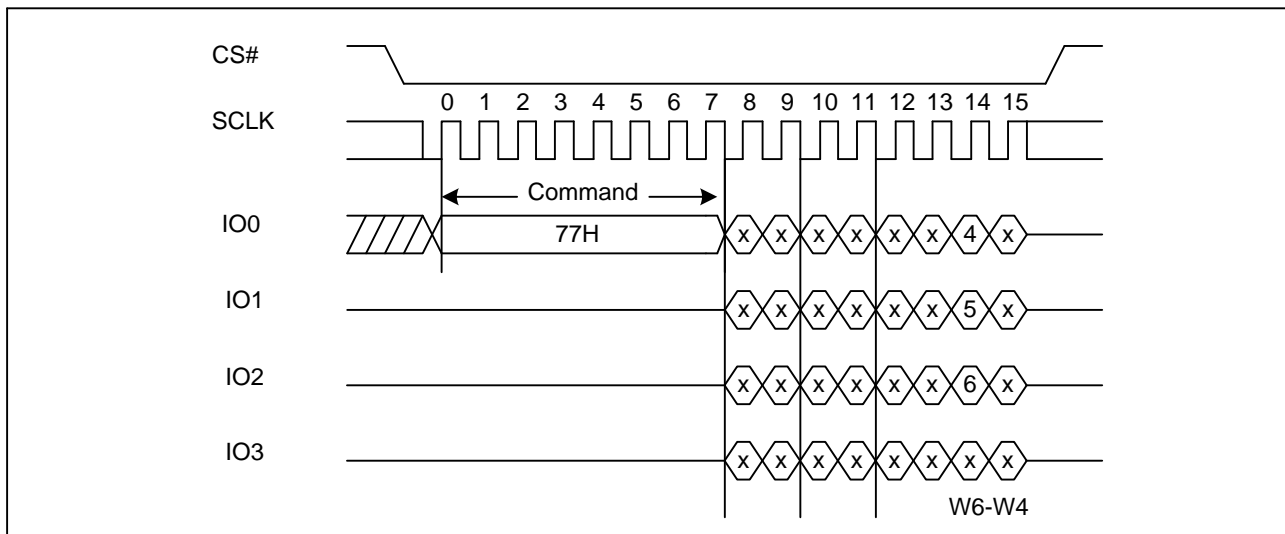 CS#
0 1 2 3 4 5 6 7 8 9 10 11 12 13 14 15
SCLK
Command
IO0 77H x x x x x x 4 x
IO1 x x x x x x 5 x
IO2 x x x x x x 6 x
IO3 x x x x x x x x
W6-W4